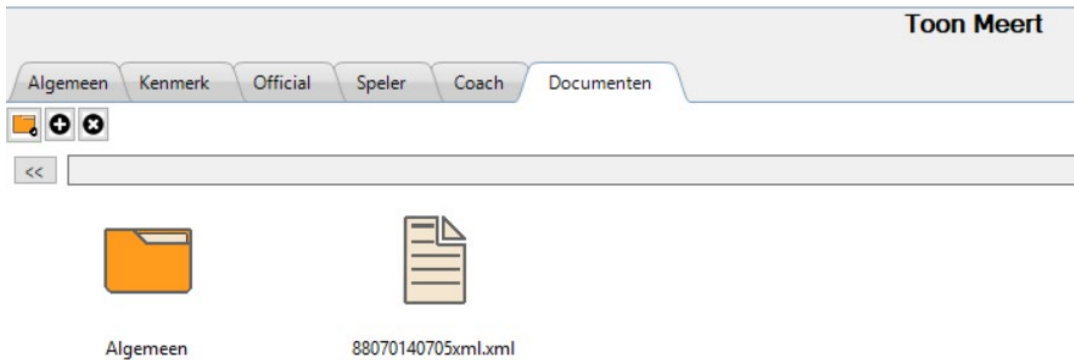 Toon Meert
Algemeen Kenmerk Official Speler Coach Documenten
<<
Algemeen 88070140705xml.xml